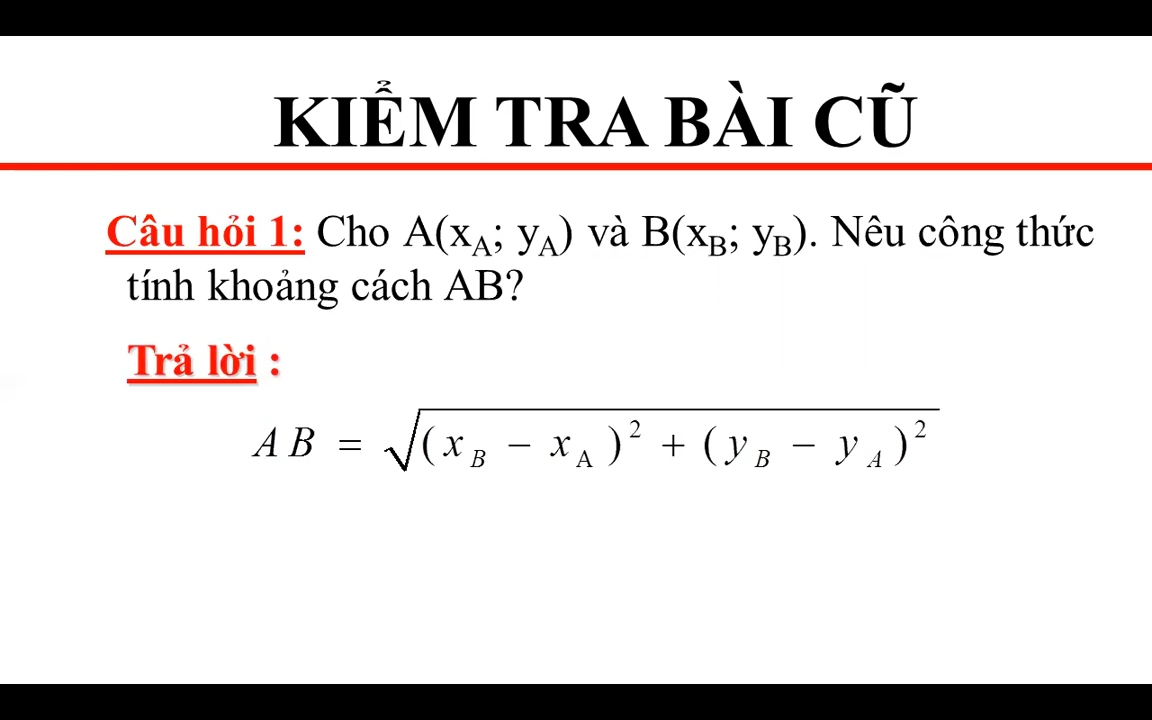 KIỂM TRA BÀI CŨ
Câu hỏi 1: Cho A(x_A; y_A) và B(x_B; y_B). Nêu công thức
tính khoảng cách AB?
Trả lời :
AB = √((x_B − x_A)² + (y_B − y_A)²)